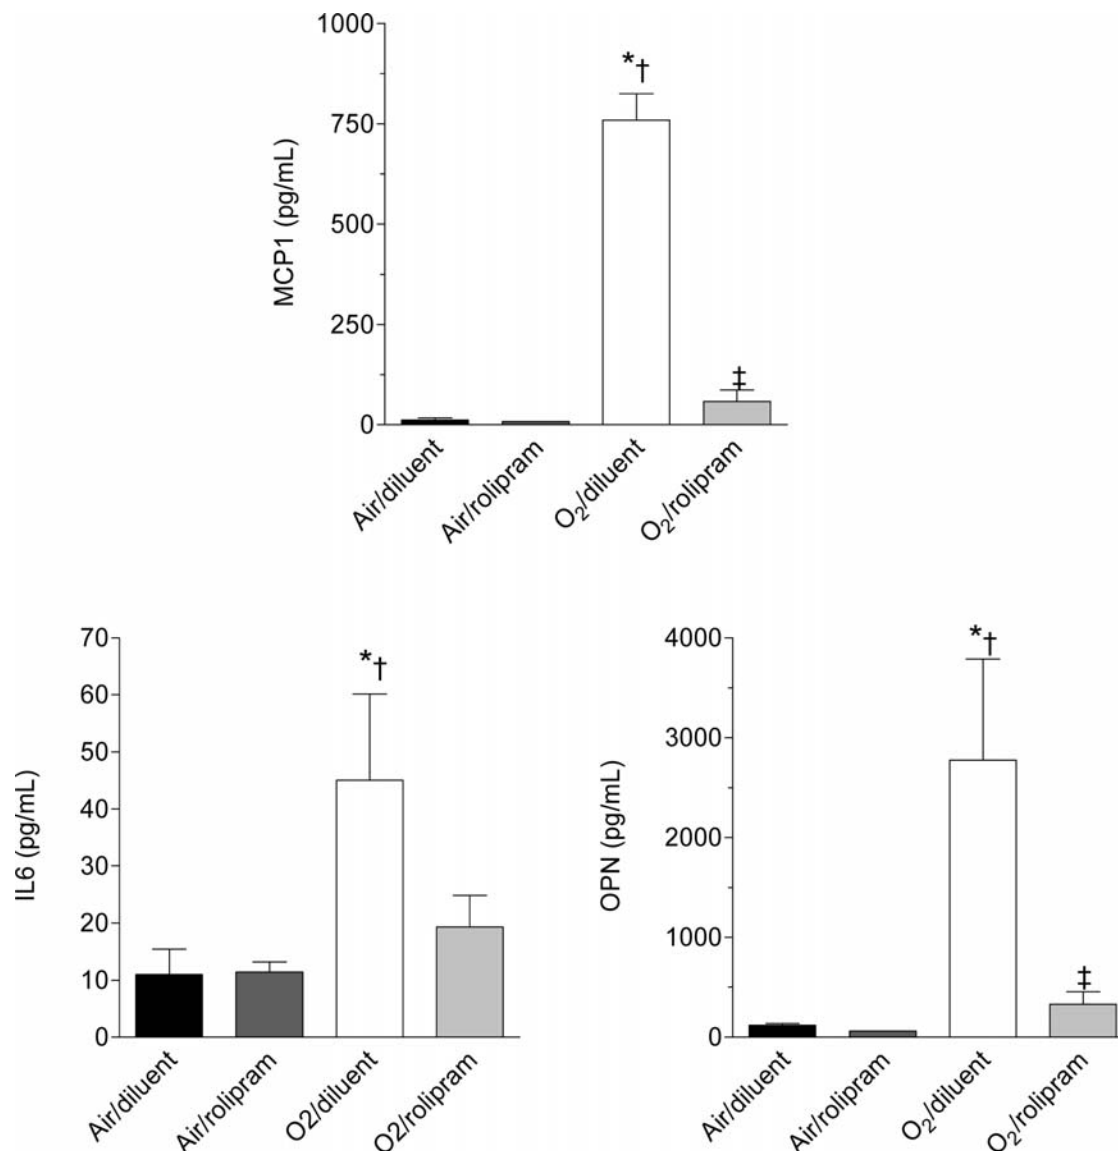 MCP1 (pg/mL)
1000
750
500
250
0
*†
‡
Air/diluent
Air/rolipram
O₂/diluent
O₂/rolipram
IL6 (pg/mL)
70
60
50
40
30
20
10
0
*†
Air/diluent
Air/rolipram
O2/diluent
O2/rolipram
OPN (pg/mL)
4000
3000
2000
1000
0
*†
‡
Air/diluent
Air/rolipram
O₂/diluent
O₂/rolipram